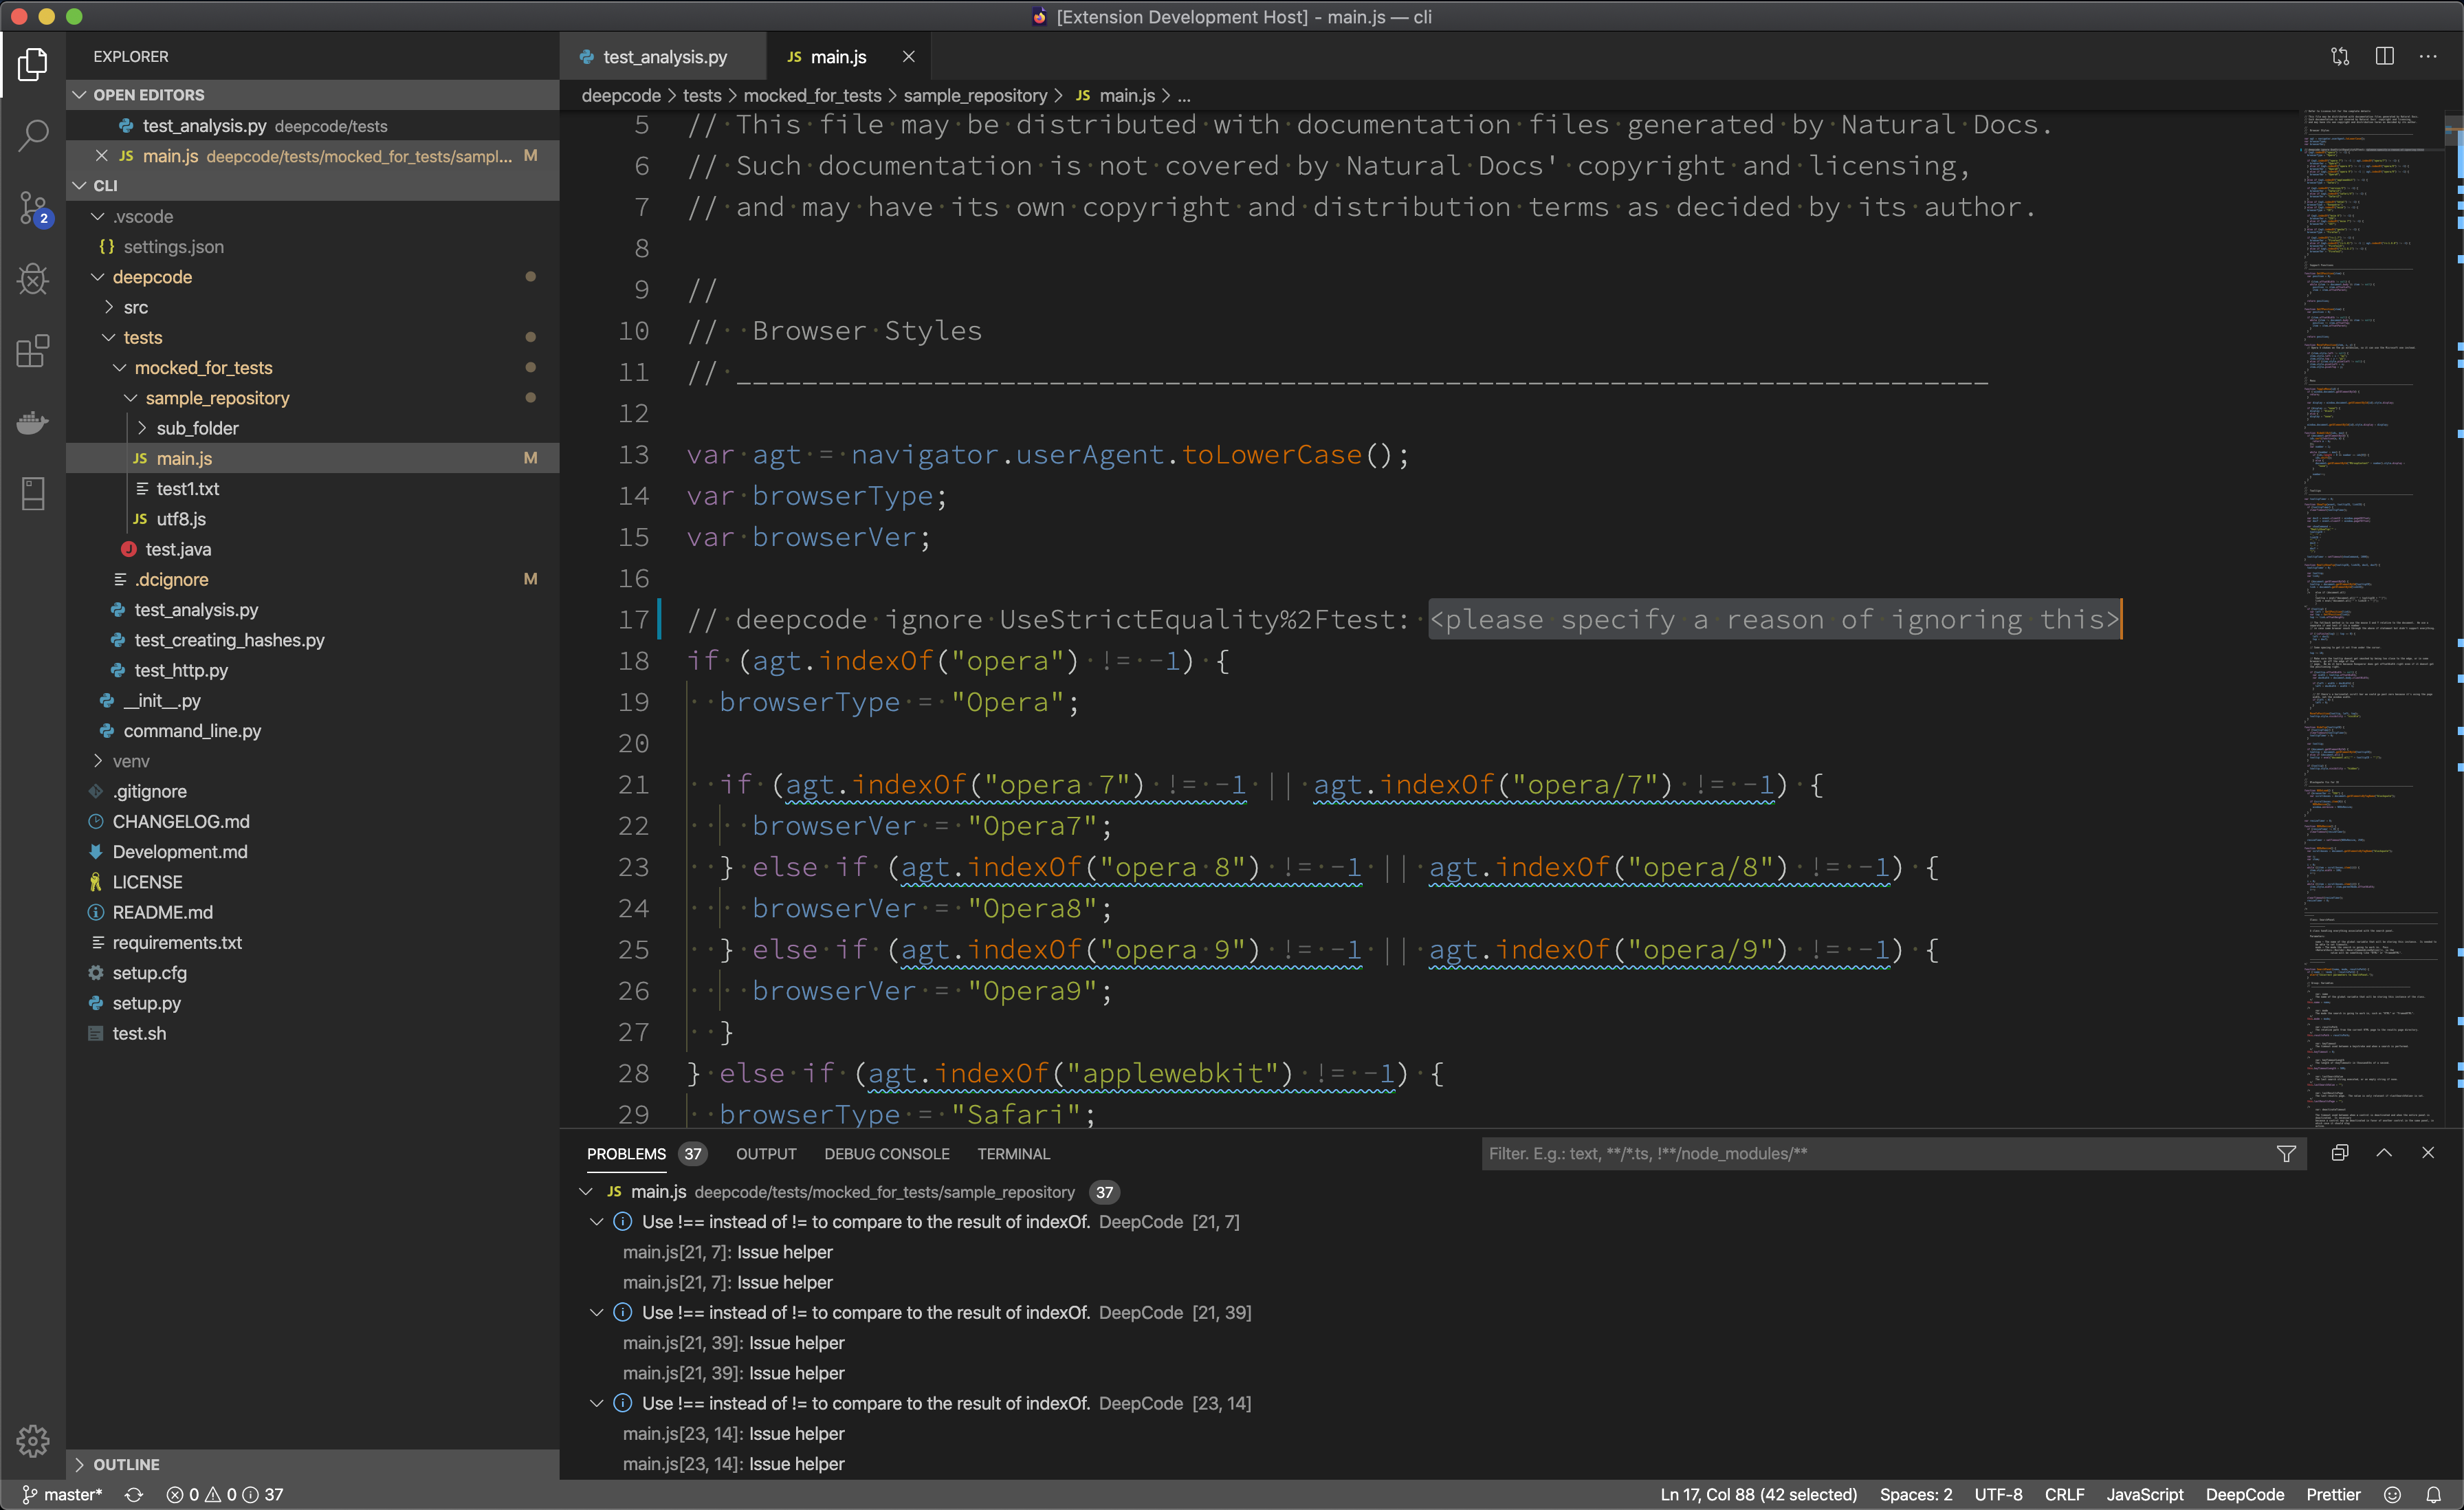 [Extension Development Host] - main.js — cli
EXPLORER
OPEN EDITORS
test_analysis.py deepcode/tests
JS main.js deepcode/tests/mocked_for_tests/sampl... M
CLI
.vscode
{} settings.json
deepcode
src
tests
mocked_for_tests
sample_repository
sub_folder
JS main.js M
test1.txt
JS utf8.js
J test.java
.dcignore M
test_analysis.py
test_creating_hashes.py
test_http.py
__init__.py
command_line.py
venv
.gitignore
CHANGELOG.md
Development.md
LICENSE
README.md
requirements.txt
setup.cfg
setup.py
test.sh
OUTLINE
2
test_analysis.py
JS main.js
deepcode > tests > mocked_for_tests > sample_repository > JS main.js > ...
5 // This file may be distributed with documentation files generated by Natural Docs.
6 // Such documentation is not covered by Natural Docs' copyright and licensing,
7 // and may have its own copyright and distribution terms as decided by its author.
8
9 //
10 //  Browser Styles
11 // ____________________________________________________________________________
12
13 var agt = navigator.userAgent.toLowerCase();
14 var browserType;
15 var browserVer;
16
17 // deepcode ignore UseStrictEquality%2Ftest: <please specify a reason of ignoring this>
18 if (agt.indexOf("opera") != -1) {
19   browserType = "Opera";
20
21   if (agt.indexOf("opera 7") != -1 || agt.indexOf("opera/7") != -1) {
22     browserVer = "Opera7";
23   } else if (agt.indexOf("opera 8") != -1 || agt.indexOf("opera/8") != -1) {
24     browserVer = "Opera8";
25   } else if (agt.indexOf("opera 9") != -1 || agt.indexOf("opera/9") != -1) {
26     browserVer = "Opera9";
27   }
28 } else if (agt.indexOf("applewebkit") != -1) {
29   browserType = "Safari";
PROBLEMS 37 OUTPUT DEBUG CONSOLE TERMINAL Filter. E.g.: text, **/*.ts, !**/node_modules/**
JS main.js deepcode/tests/mocked_for_tests/sample_repository 37
Use !== instead of != to compare to the result of indexOf. DeepCode [21, 7]
main.js[21, 7]: Issue helper
main.js[21, 7]: Issue helper
Use !== instead of != to compare to the result of indexOf. DeepCode [21, 39]
main.js[21, 39]: Issue helper
main.js[21, 39]: Issue helper
Use !== instead of != to compare to the result of indexOf. DeepCode [23, 14]
main.js[23, 14]: Issue helper
main.js[23, 14]: Issue helper
master* 0 0 37 Ln 17, Col 88 (42 selected) Spaces: 2 UTF-8 CRLF JavaScript DeepCode Prettier